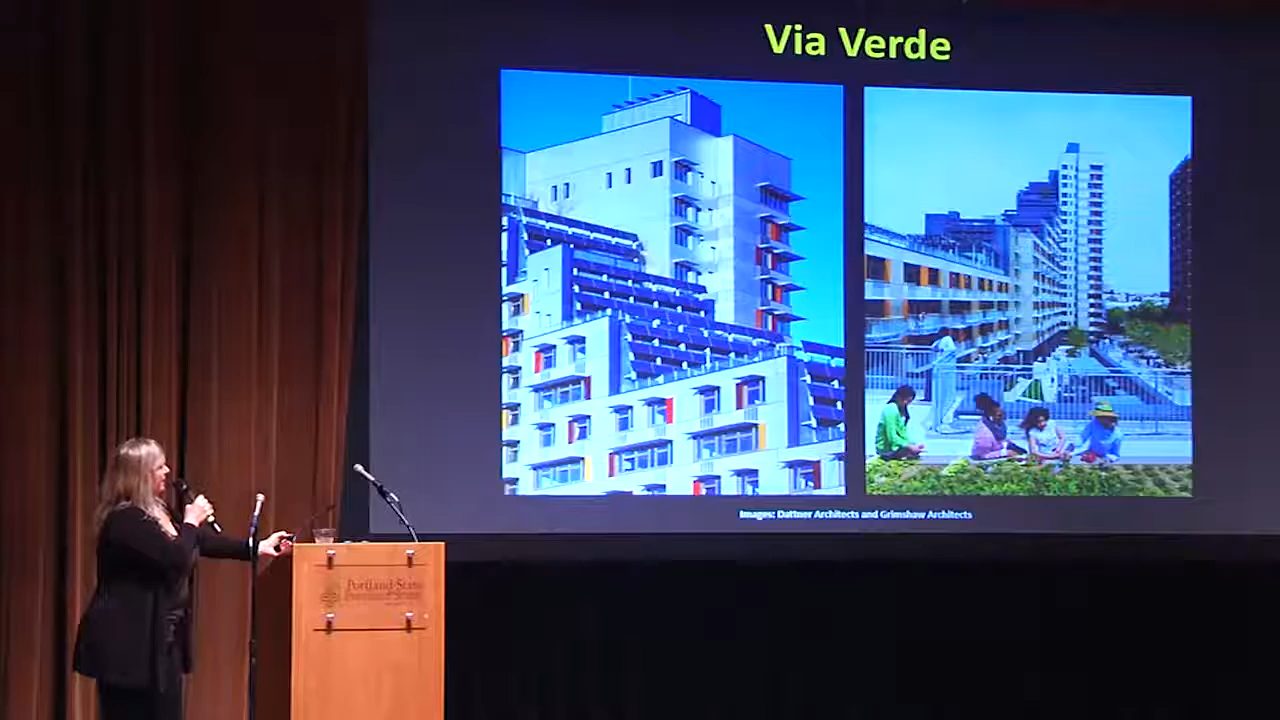 Via Verde
Images: Dattner Architects and Grimshaw Architects
Portland State